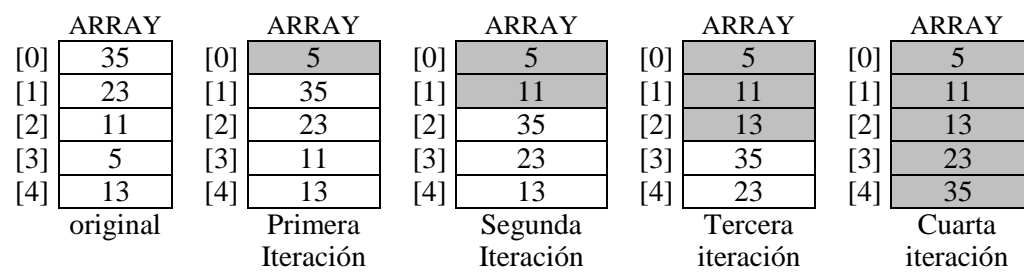 ARRAY ARRAY ARRAY ARRAY ARRAY
[0] 35 [0] 5 [0] 5 [0] 5 [0] 5
[1] 23 [1] 35 [1] 11 [1] 11 [1] 11
[2] 11 [2] 23 [2] 35 [2] 13 [2] 13
[3] 5 [3] 11 [3] 23 [3] 35 [3] 23
[4] 13 [4] 13 [4] 13 [4] 23 [4] 35
original Primera Segunda Tercera Cuarta
Iteración Iteración iteración iteración